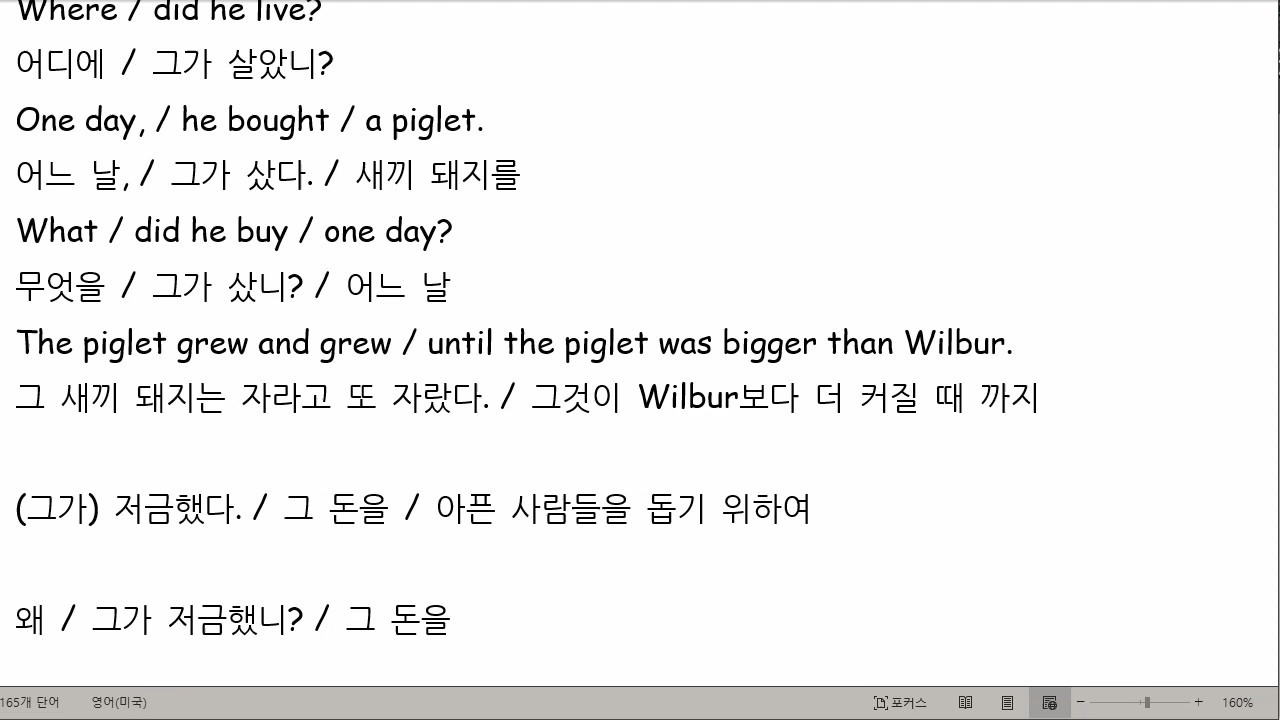 Where / did he live?
어디에 / 그가 살았니?
One day, / he bought / a piglet.
어느 날, / 그가 샀다. / 새끼 돼지를
What / did he buy / one day?
무엇을 / 그가 샀니? / 어느 날
The piglet grew and grew / until the piglet was bigger than Wilbur.
그 새끼 돼지는 자라고 또 자랐다. / 그것이 Wilbur보다 더 커질 때 까지
(그가) 저금했다. / 그 돈을 / 아픈 사람들을 돕기 위하여
왜 / 그가 저금했니? / 그 돈을
165개 단어 영어(미국) 포커스 160%